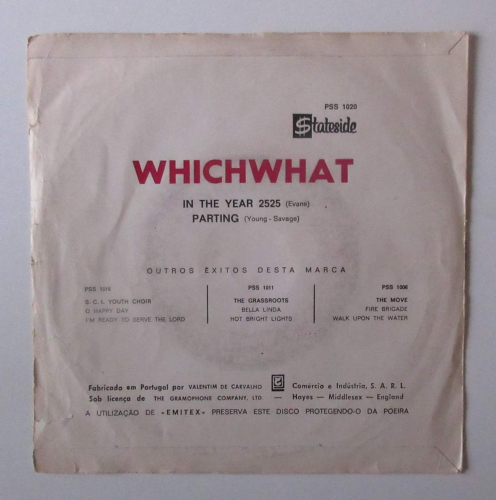 PSS 1020
Stateside
WHICHWHAT
IN THE YEAR 2525 (Evane)
PARTING (Young - Savage)
OUTROS ÊXITOS DESTA MARCA
PSS 1016 PSS 1011 PSS 1006
S. C. I. YOUTH CHOIR THE GRASSROOTS THE MOVE
O HAPPY DAY BELLA LINDA FIRE BRIGADE
I'M READY TO SERVE THE LORD HOT BRIGHT LIGHTS WALK UPON THE WATER
Fabricado em Portugal por VALENTIM DE CARVALHO Comércio e Indústria, S. A. R. L.
Sob licença de THE GRAMOPHONE COMPANY, LTD. — Hayes — Middlesex — England
A UTILIZAÇÃO DE «EMITEX» PRESERVA ESTE DISCO PROTEGENDO-O DA POEIRA